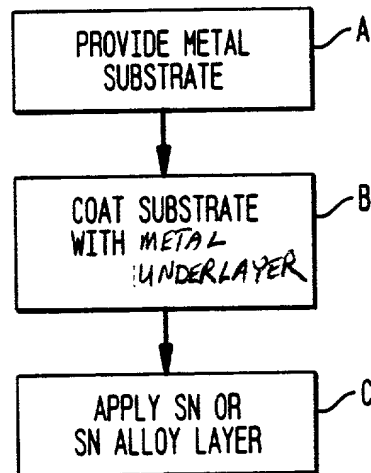 PROVIDE METAL
SUBSTRATE
A
COAT SUBSTRATE
WITH METAL
UNDERLAYER
B
APPLY SN OR
SN ALLOY LAYER
C